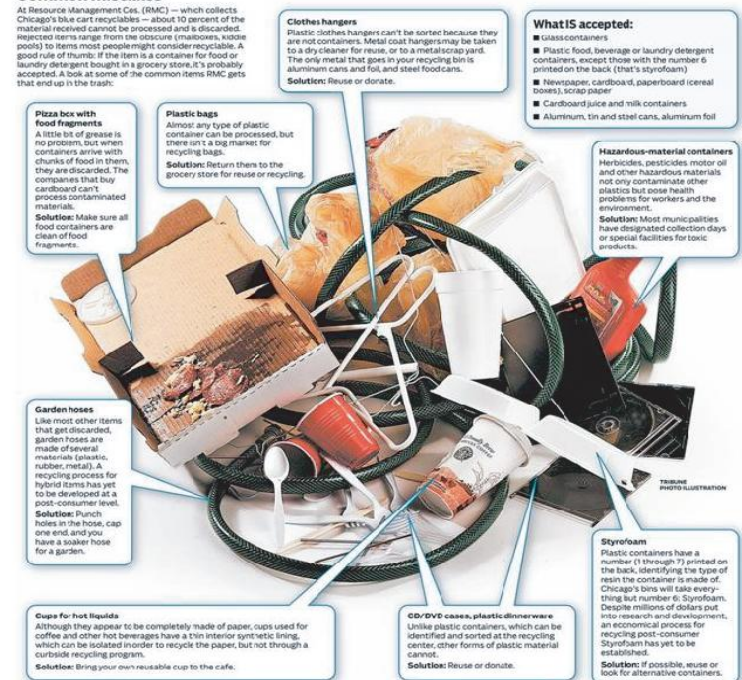 At Resource Management Cos. (RMC) — which collects
Chicago's blue cart recyclables — about 10 percent of the
material received cannot be processed and is discarded.
Rejected items range from the obscure (mailboxes, kiddie
pools) to items most people might consider recyclable. A
good rule of thumb: If the item is a container for food or
laundry detergent bought in a grocery store, it's probably
accepted. A look at some of the common items RMC gets
that end up in the trash:
Clothes hangers
Plastic clothes hangers can't be sorted because they
are not containers. Metal coat hangers may be taken
to a dry cleaner for reuse, or to a metal scrap yard.
The only metal that goes in your recycling bin is
aluminum cans and foil, and steel food cans.
Solution: Reuse or donate.
What IS accepted:
■ Glass containers
■ Plastic food, beverage or laundry detergent
containers, except those with the number 6
printed on the back (that's styrofoam)
■ Newspaper, cardboard, paperboard (cereal
boxes), scrap paper
■ Cardboard juice and milk containers
■ Aluminum, tin and steel cans, aluminum foil
Pizza box with
food fragments
A little bit of grease is
no problem, but when
containers arrive with
chunks of food in them,
they are discarded. The
companies that buy
cardboard can't
process contaminated
materials.
Solution: Make sure all
food containers are
clean of food
fragments.
Plastic bags
Almost any type of plastic
container can be processed, but
there isn't a big market for
recycling bags.
Solution: Return them to the
grocery store for reuse or recycling.
Hazardous-material containers
Herbicides, pesticides motor oil
and other hazardous materials
not only contaminate other
plastics but pose health
problems for workers and the
environment.
Solution: Most municipalities
have designated collection days
or special facilities for toxic
products.
Garden hoses
Like most other items
that get discarded,
garden hoses are
made of several
materials (plastic,
rubber, metal). A
recycling process for
hybrid items has yet
to be developed at a
post-consumer level.
Solution: Punch
holes in the hose, cap
one end, and you
have a soaker hose
for a garden.
TRIBUNE
PHOTO ILLUSTRATION
Styrofoam
Plastic containers have a
number (1 through 7) printed on
the back, identifying the type of
resin the container is made of.
Chicago's bins will take every-
thing but number 6: Styrofoam.
Despite millions of dollars put
into research and development,
an economical process for
recycling post-consumer
Styrofoam has yet to be
established.
Solution: If possible, reuse or
look for alternative containers.
Cups for hot liquids
Although they appear to be completely made of paper, cups used for
coffee and other hot beverages have a thin interior synthetic lining,
which can be isolated in order to recycle the paper, but not through a
curbside recycling program.
Solution: Bring your own reusable cup to the cafe.
CD/DVD cases, plastic dinnerware
Unlike plastic containers, which can be
identified and sorted at the recycling
center, other forms of plastic material
cannot.
Solution: Reuse or donate.